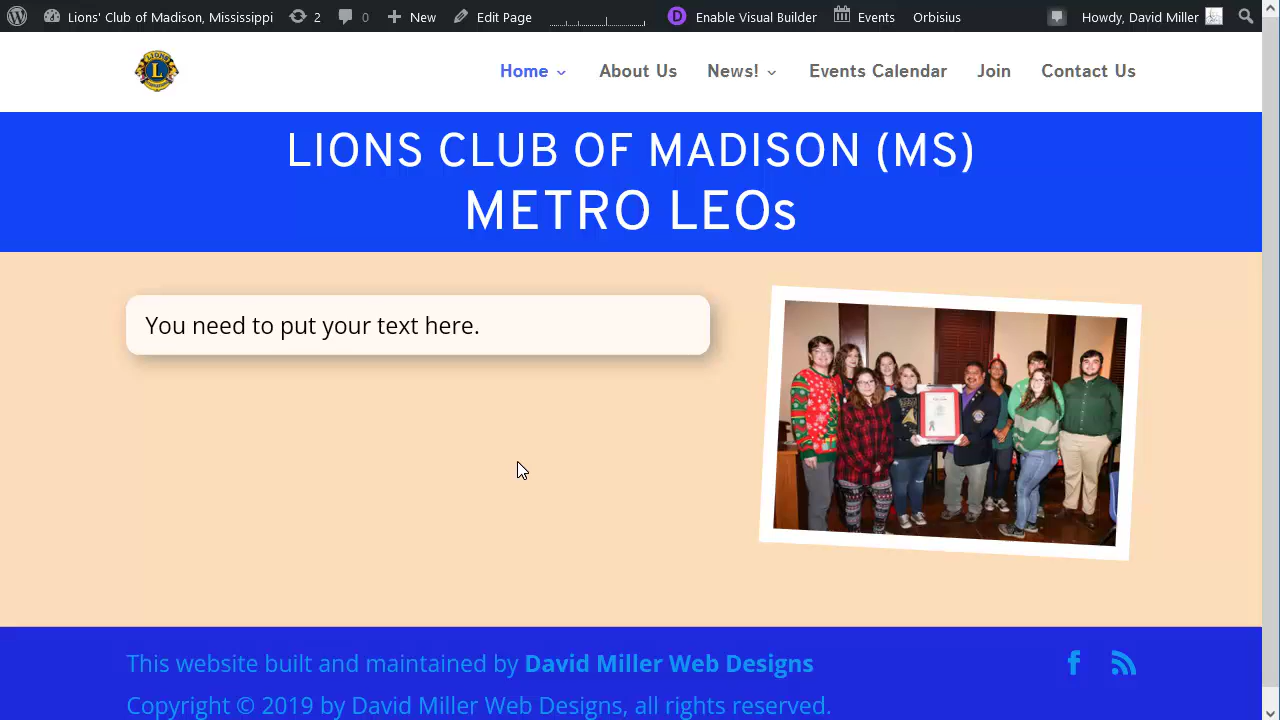 Lions' Club of Madison, Mississippi 2 0 New Edit Page Enable Visual Builder Events Orbisius Howdy, David Miller
LIONS
L
Home About Us News! Events Calendar Join Contact Us
LIONS CLUB OF MADISON (MS)
METRO LEOs
You need to put your text here.
This website built and maintained by David Miller Web Designs
Copyright © 2019 by David Miller Web Designs, all rights reserved.